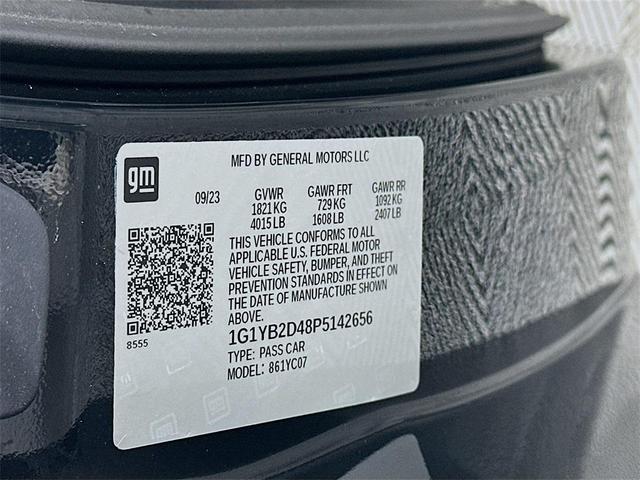 gm
MFD BY GENERAL MOTORS LLC
09/23 GVWR GAWR FRT GAWR RR
1821 KG 729 KG 1092 KG
4015 LB 1608 LB 2407 LB
THIS VEHICLE CONFORMS TO ALL
APPLICABLE U.S. FEDERAL MOTOR
VEHICLE SAFETY, BUMPER, AND THEFT
PREVENTION STANDARDS IN EFFECT ON
THE DATE OF MANUFACTURE SHOWN
ABOVE.
8555
1G1YB2D48P5142656
TYPE: PASS CAR
MODEL: 861YC07